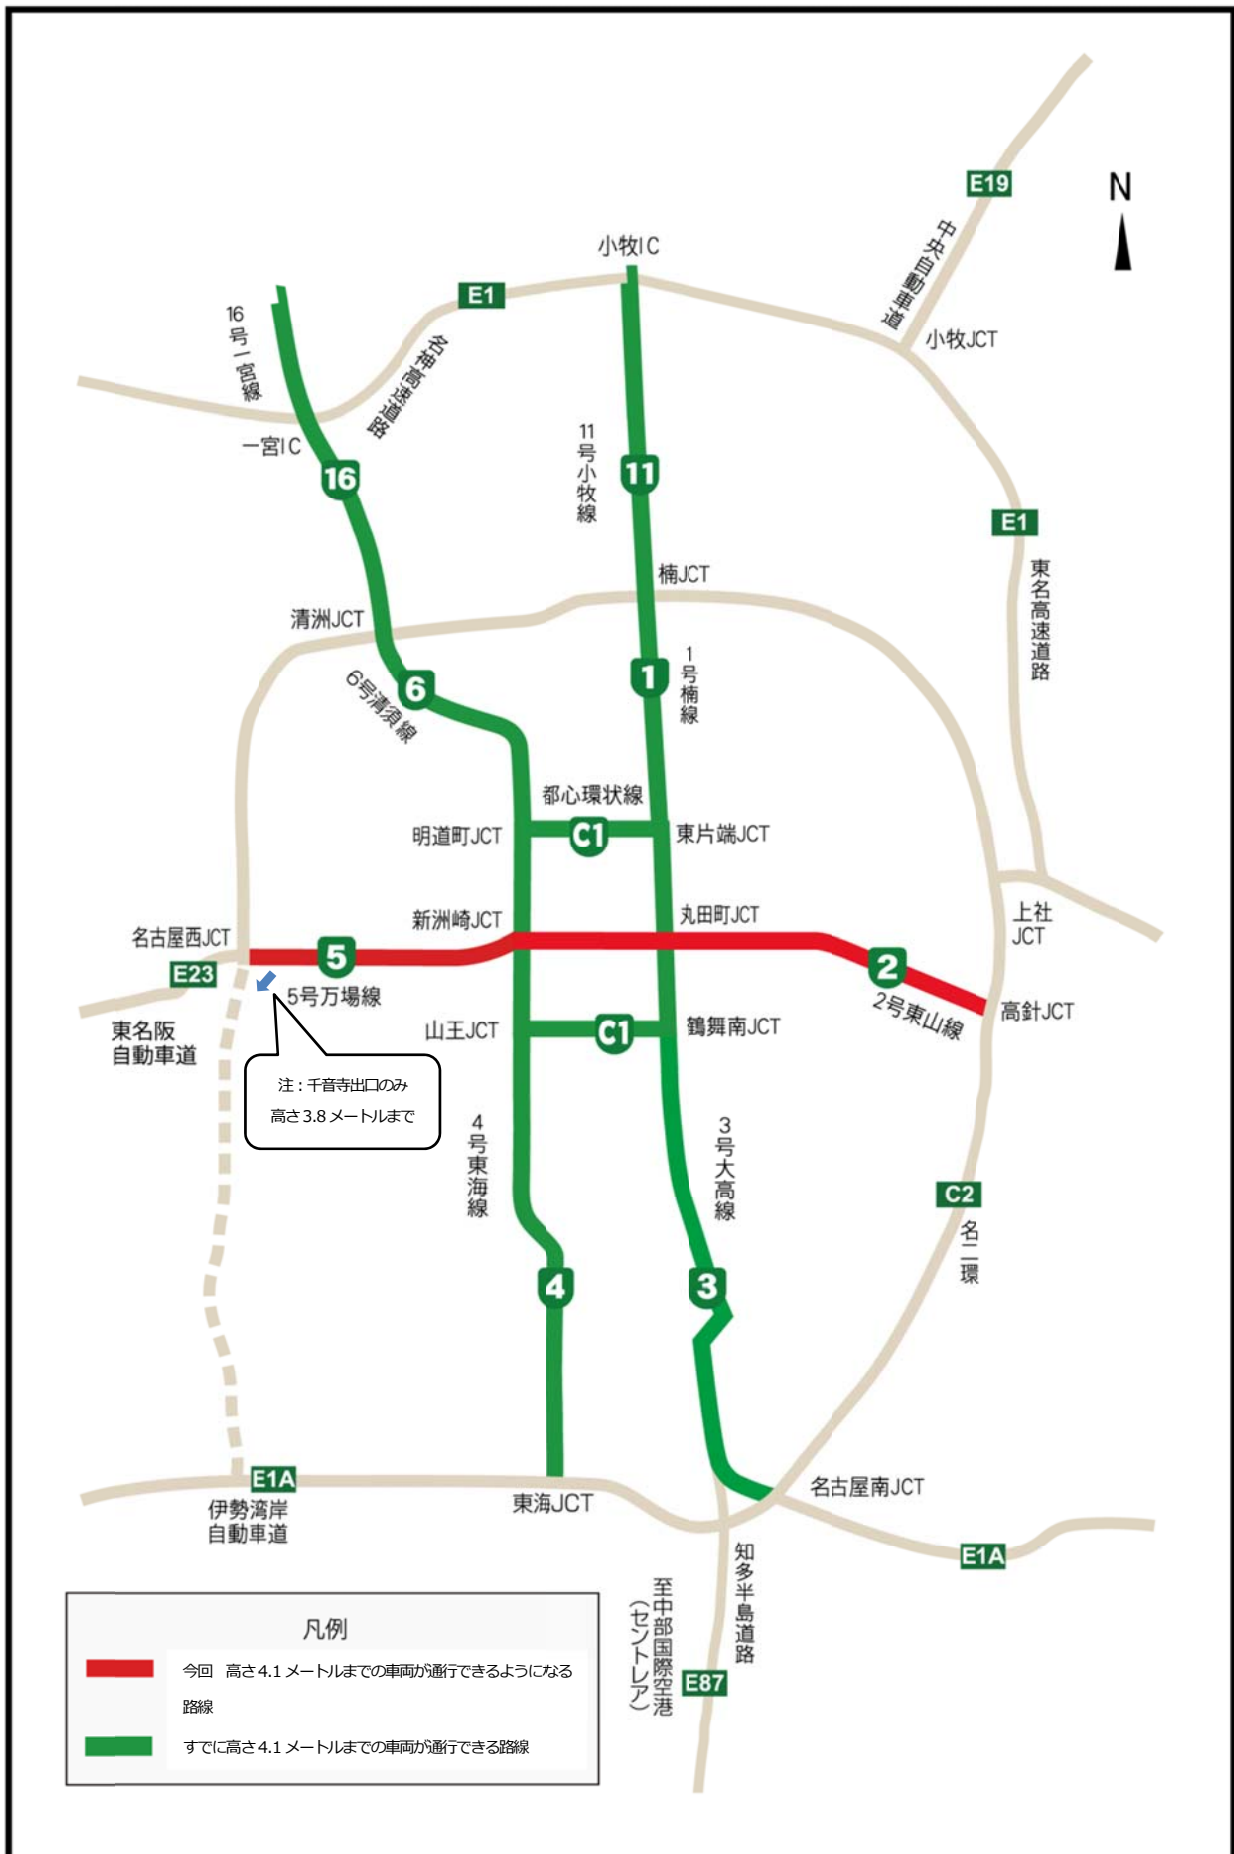 E19
N
中央自動車道
小牧IC
E1
16号一宮線
名神高速道路
小牧JCT
一宮IC
16
11号小牧線
11
E1
東名高速道路
楠JCT
清洲JCT
6
6号清須線
1
1号楠線
都心環状線
明道町JCT
C1
東片端JCT
新洲崎JCT
丸田町JCT
上社
JCT
名古屋西JCT
5
E23
5号万場線
2
2号東山線
高針JCT
東名阪
自動車道
山王JCT
C1
鶴舞南JCT
注：千音寺出口のみ
高さ3.8メートルまで
4号東海線
3号大高線
C2
名二環
4
3
E1A
伊勢湾岸
自動車道
東海JCT
名古屋南JCT
E1A
知多半島道路
至中部国際空港
（セントレア）
E87
凡例
今回　高さ4.1メートルまでの車両が通行できるようになる
路線
すでに高さ4.1メートルまでの車両が通行できる路線